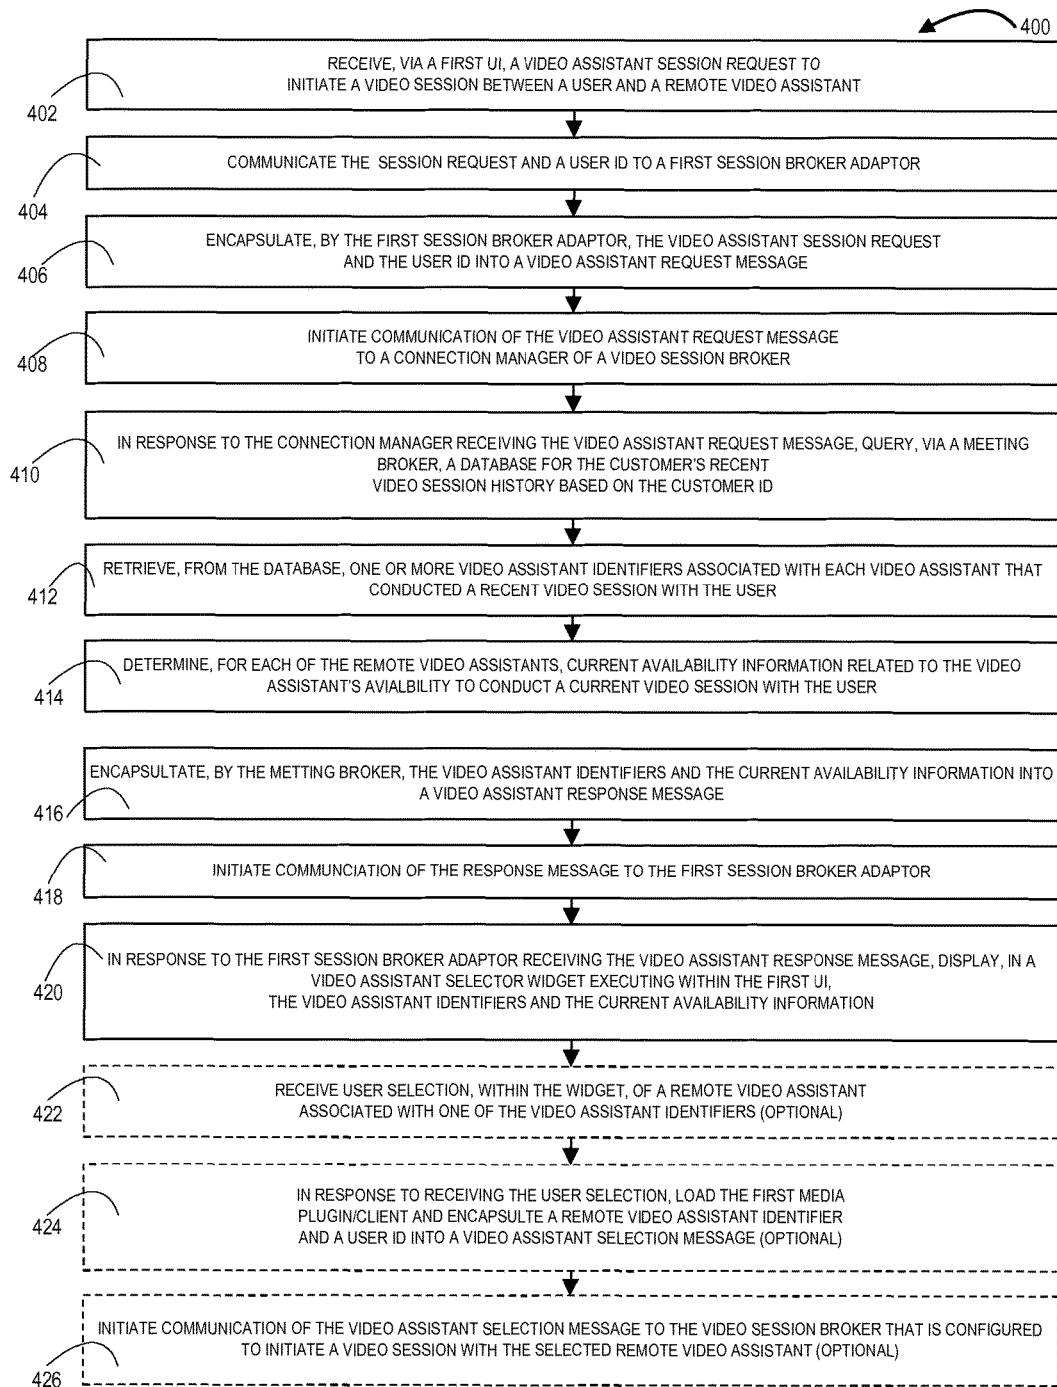 400
RECEIVE, VIA A FIRST UI, A VIDEO ASSISTANT SESSION REQUEST TO
INITIATE A VIDEO SESSION BETWEEN A USER AND A REMOTE VIDEO ASSISTANT
402
COMMUNICATE THE SESSION REQUEST AND A USER ID TO A FIRST SESSION BROKER ADAPTOR
404
ENCAPSULATE, BY THE FIRST SESSION BROKER ADAPTOR, THE VIDEO ASSISTANT SESSION REQUEST
AND THE USER ID INTO A VIDEO ASSISTANT REQUEST MESSAGE
406
INITIATE COMMUNICATION OF THE VIDEO ASSISTANT REQUEST MESSAGE
TO A CONNECTION MANAGER OF A VIDEO SESSION BROKER
408
IN RESPONSE TO THE CONNECTION MANAGER RECEIVING THE VIDEO ASSISTANT REQUEST MESSAGE, QUERY, VIA A MEETING
BROKER, A DATABASE FOR THE CUSTOMER'S RECENT
VIDEO SESSION HISTORY BASED ON THE CUSTOMER ID
410
RETRIEVE, FROM THE DATABASE, ONE OR MORE VIDEO ASSISTANT IDENTIFIERS ASSOCIATED WITH EACH VIDEO ASSISTANT THAT
CONDUCTED A RECENT VIDEO SESSION WITH THE USER
412
DETERMINE, FOR EACH OF THE REMOTE VIDEO ASSISTANTS, CURRENT AVAILABILITY INFORMATION RELATED TO THE VIDEO
ASSISTANT'S AVIALBILITY TO CONDUCT A CURRENT VIDEO SESSION WITH THE USER
414
ENCAPSULTATE, BY THE METTING BROKER, THE VIDEO ASSISTANT IDENTIFIERS AND THE CURRENT AVAILABILITY INFORMATION INTO
A VIDEO ASSISTANT RESPONSE MESSAGE
416
INITIATE COMMUNCIATION OF THE RESPONSE MESSAGE TO THE FIRST SESSION BROKER ADAPTOR
418
IN RESPONSE TO THE FIRST SESSION BROKER ADAPTOR RECEIVING THE VIDEO ASSISTANT RESPONSE MESSAGE, DISPLAY, IN A
VIDEO ASSISTANT SELECTOR WIDGET EXECUTING WITHIN THE FIRST UI,
THE VIDEO ASSISTANT IDENTIFIERS AND THE CURRENT AVAILABILITY INFORMATION
420
RECEIVE USER SELECTION, WITHIN THE WIDGET, OF A REMOTE VIDEO ASSISTANT
ASSOCIATED WITH ONE OF THE VIDEO ASSISTANT IDENTIFIERS (OPTIONAL)
422
IN RESPONSE TO RECEIVING THE USER SELECTION, LOAD THE FIRST MEDIA
PLUGIN/CLIENT AND ENCAPSULTE A REMOTE VIDEO ASSISTANT IDENTIFIER
AND A USER ID INTO A VIDEO ASSISTANT SELECTION MESSAGE (OPTIONAL)
424
INITIATE COMMUNICATION OF THE VIDEO ASSISTANT SELECTION MESSAGE TO THE VIDEO SESSION BROKER THAT IS CONFIGURED
TO INITIATE A VIDEO SESSION WITH THE SELECTED REMOTE VIDEO ASSISTANT (OPTIONAL)
426